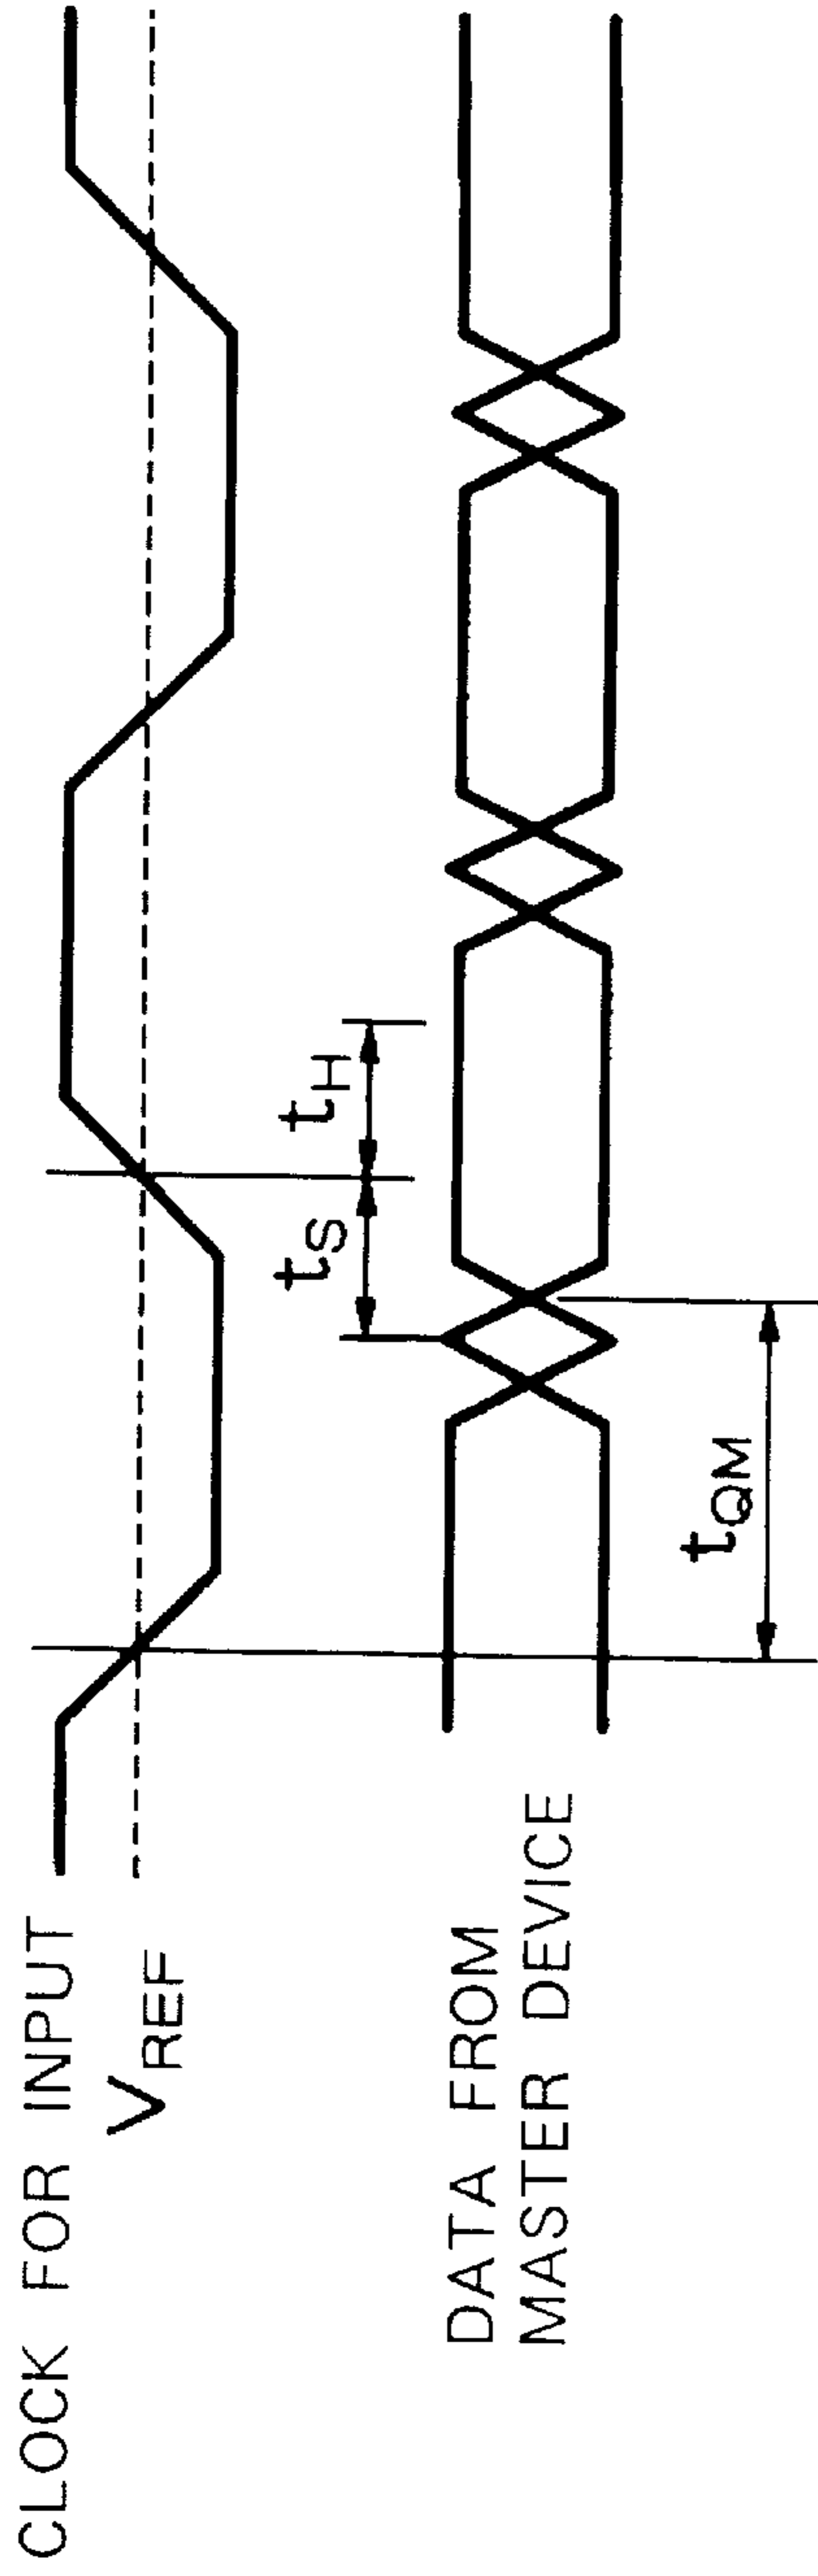 CLOCK FOR INPUT
VREF
tS
tH
DATA FROM
MASTER DEVICE
tQM